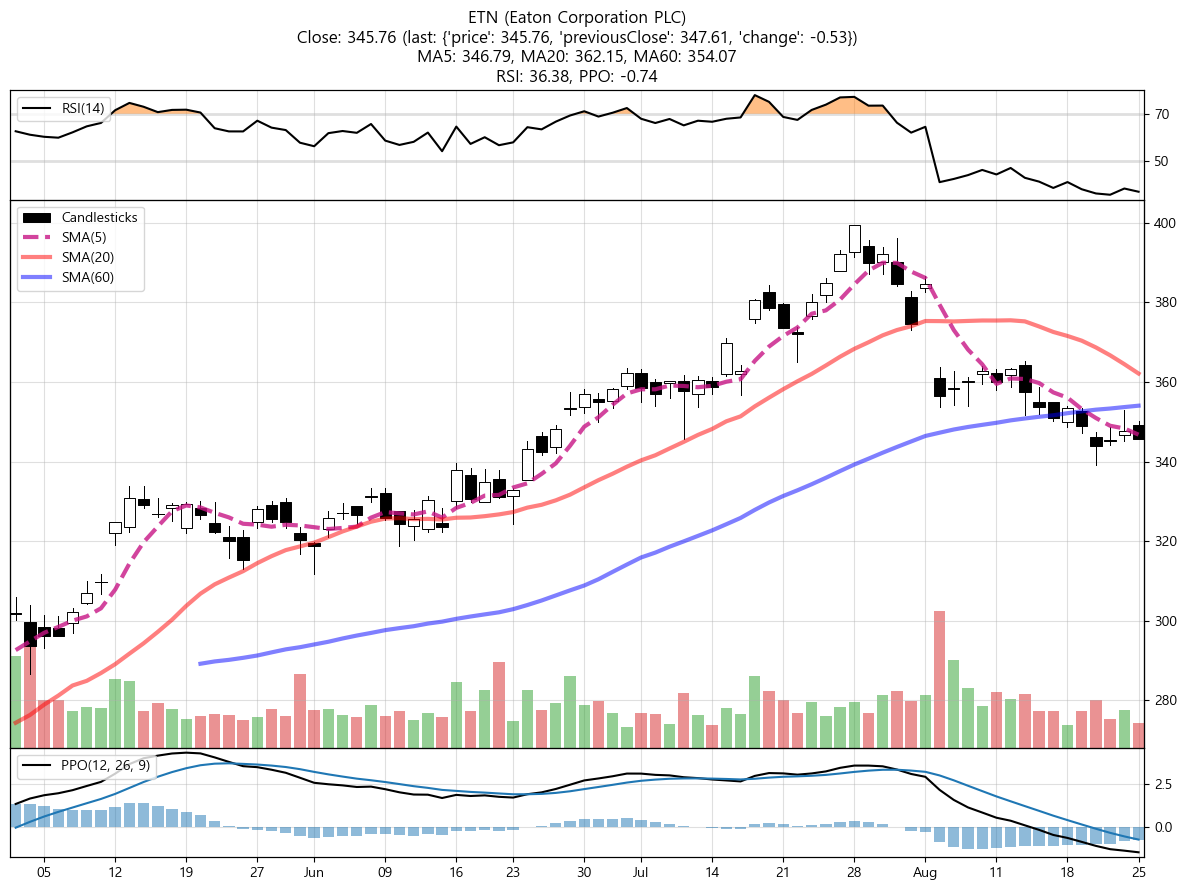 ETN (Eaton Corporation PLC)
Close: 345.76 (last: {'price': 345.76, 'previousClose': 347.61, 'change': -0.53})
MA5: 346.79, MA20: 362.15, MA60: 354.07
RSI: 36.38, PPO: -0.74
RSI(14)
70
50
Candlesticks
SMA(5)
SMA(20)
SMA(60)
400
380
360
340
320
300
280
PPO(12, 26, 9)
2.5
0.0
05 12 19 27 Jun 09 16 23 30 Jul 14 21 28 Aug 11 18 25